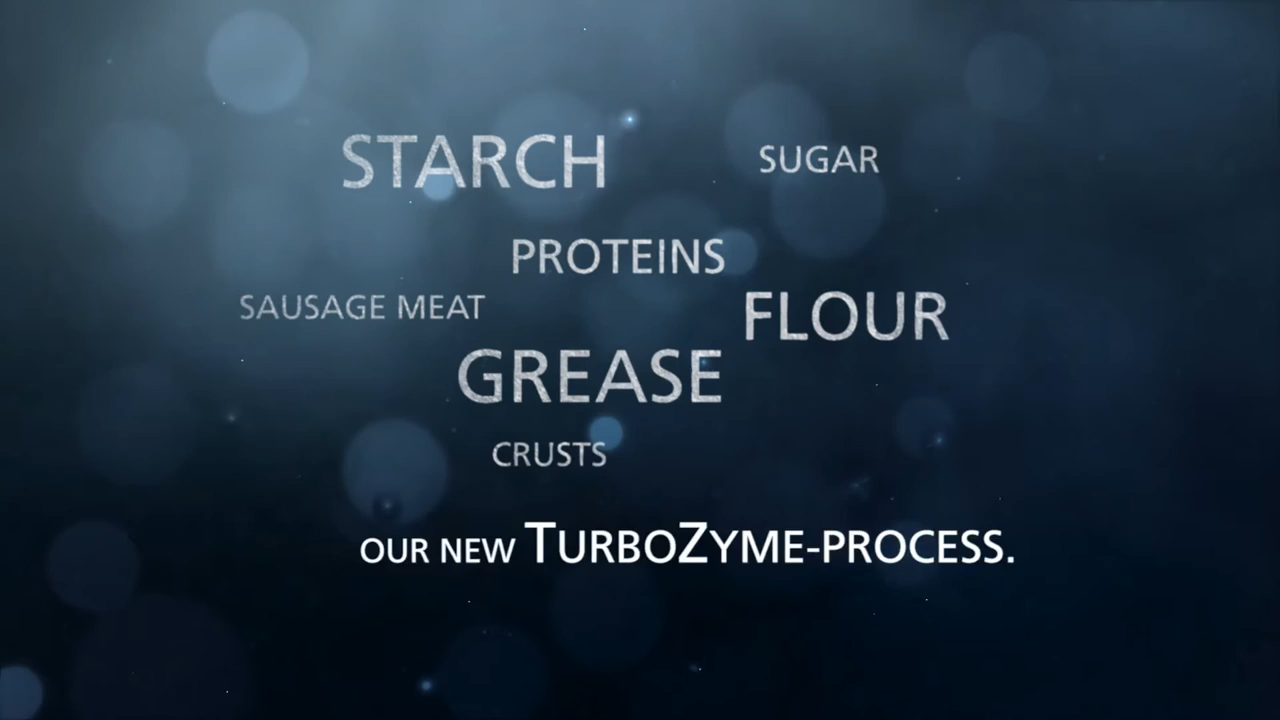 STARCH
SUGAR
PROTEINS
SAUSAGE MEAT
FLOUR
GREASE
CRUSTS
OUR NEW TURBOZYME-PROCESS.